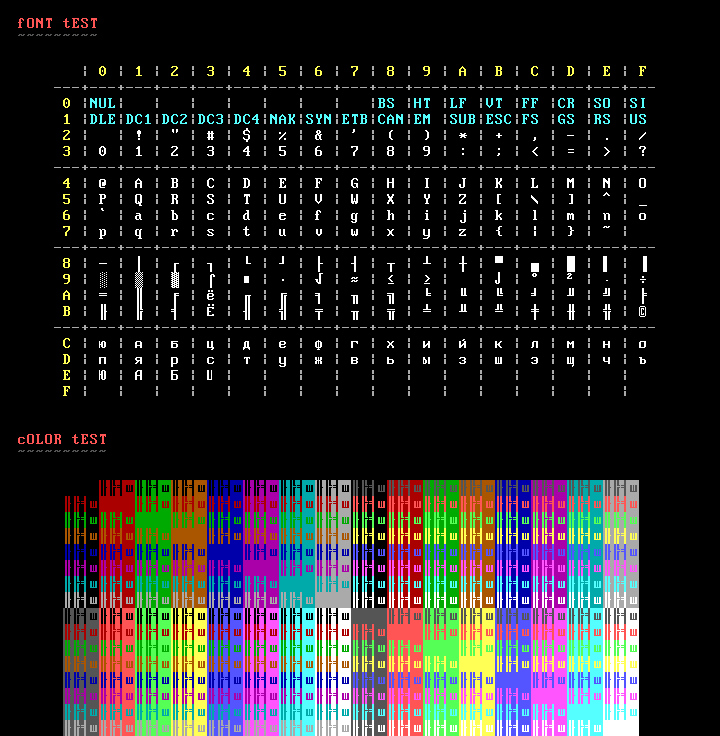 fONT tEST
~~~~~~~~~
0 1 2 3 4 5 6 7 8 9 A B C D E F
0 NUL BS HT LF VT FF CR SO SI
1 DLE DC1 DC2 DC3 DC4 NAK SYN ETB CAN EM SUB ESC FS GS RS US
2 ! " # $ % & ' ( ) * + , - . /
3 0 1 2 3 4 5 6 7 8 9 : ; < = > ?
4 @ A B C D E F G H I J K L M N O
5 P Q R S T U V W X Y Z [ \ ] ^ _
6 ` a b c d e f g h i j k l m n o
7 p q r s t u v w x y z { | } ~
8 ─ │ ┌ ┐ └ ┘ ├ ┤ ┬ ┴ ┼ ▀ ▄ █ ▌ ▐
9 ░ ▒ ▓ ⌠ ■ ∙ √ ≈ ≤ ≥ ⌡ ° ² · ÷
A ═ ║ ╒ ё ╓ ╔ ╕ ╖ ╗ ╘ ╙ ╚ ╛ ╜ ╝ ╞
B ╟ ╠ ╡ Ё ╢ ╣ ╤ ╥ ╦ ╧ ╨ ╩ ╪ ╫ ╬ ©
C ю а б ц д е ф г х и й к л м н о
D п я р с т у ж в ь ы з ш э щ ч ъ
E Ю А Б Ц
F
cOLOR tEST
~~~~~~~~~~